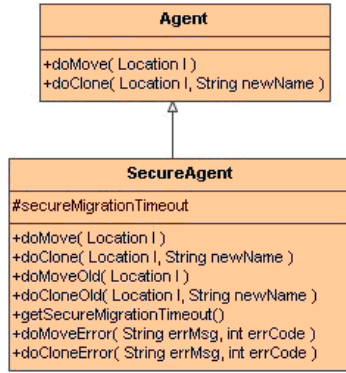 Agent
+doMove( Location l )
+doClone( Location l, String newName )
SecureAgent
#secureMigrationTimeout
+doMove( Location l )
+doClone( Location l, String newName )
+doMoveOld( Location l )
+doCloneOld( Location l, String newName )
+getSecureMigrationTimeout()
+doMoveError( String errMsg, int errCode )
+doCloneError( String errMsg, int errCode )